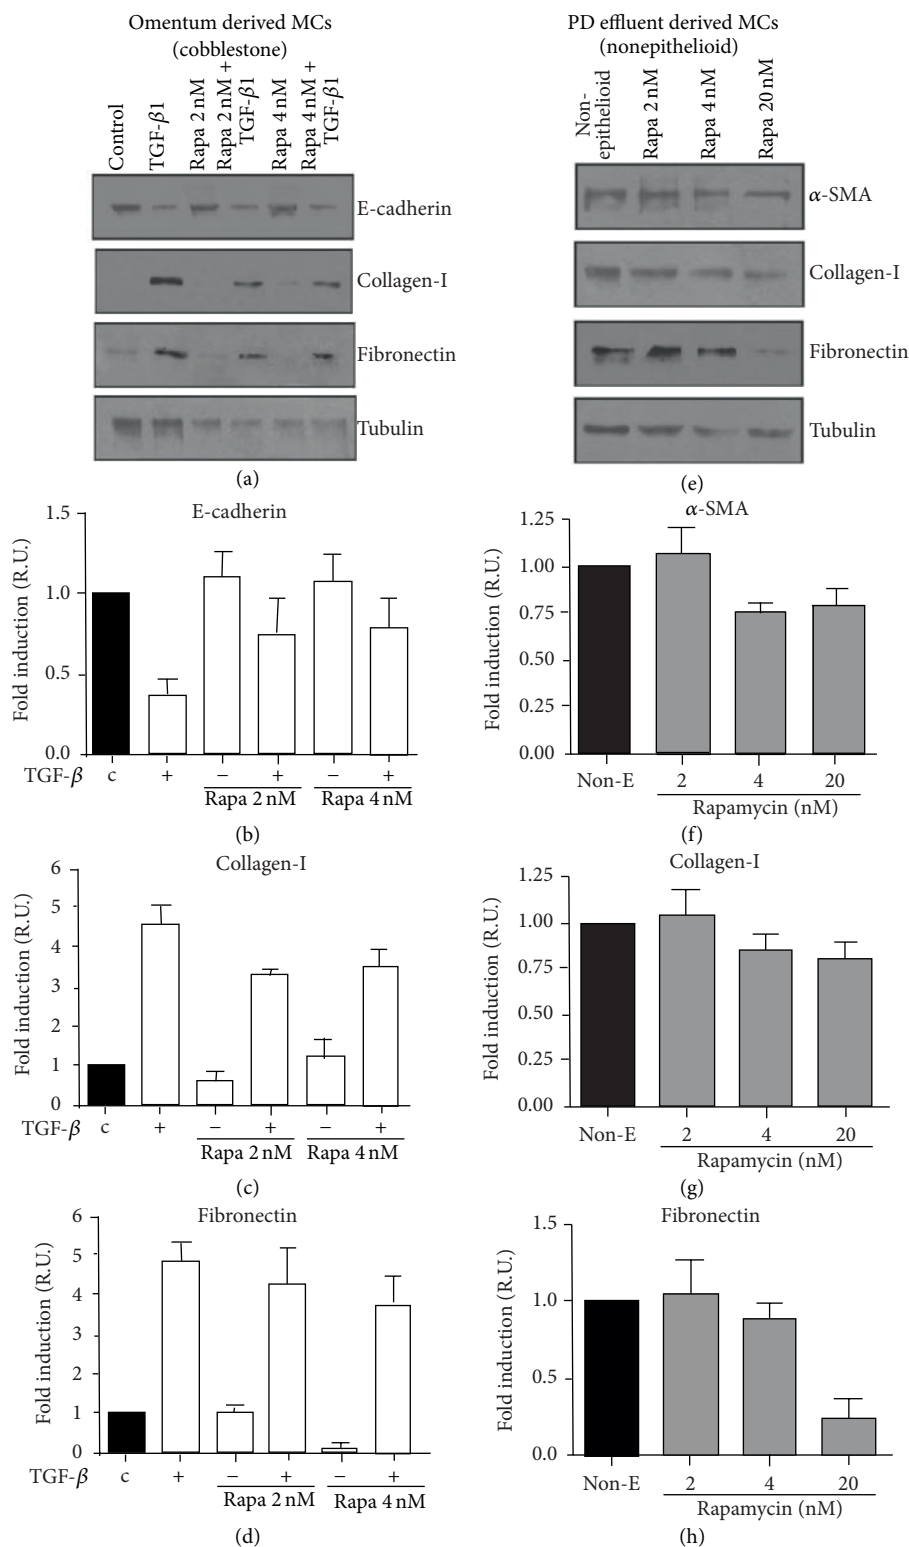 Omentum derived MCs
(cobblestone)
Control
TGF-β1
Rapa 2 nM
Rapa 2 nM +
TGF-β1
Rapa 4 nM
Rapa 4 nM +
TGF-β1
E-cadherin
Collagen-I
Fibronectin
Tubulin
(a)
PD effluent derived MCs
(nonepithelioid)
Non-
epithelioid
Rapa 2 nM
Rapa 4 nM
Rapa 20 nM
α-SMA
Collagen-I
Fibronectin
Tubulin
(e)
E-cadherin
Fold induction (R.U.)
1.5
1.0
0.5
0.0
TGF-β c + − + − +
Rapa 2 nM Rapa 4 nM
(b)
α-SMA
Fold induction (R.U.)
1.25
1.00
0.75
0.50
0.25
0.00
Non-E 2 4 20
Rapamycin (nM)
(f)
Collagen-I
Fold induction (R.U.)
6
5
4
3
2
1
0
TGF-β c + − + − +
Rapa 2 nM Rapa 4 nM
(c)
Collagen-I
Fold induction (R.U.)
1.25
1.00
0.75
0.50
0.25
0.00
Non-E 2 4 20
Rapamycin (nM)
(g)
Fibronectin
Fold induction (R.U.)
6
5
4
3
2
1
0
TGF-β c + − + − +
Rapa 2 nM Rapa 4 nM
(d)
Fibronectin
Fold induction (R.U.)
1.5
1.0
0.5
0.0
Non-E 2 4 20
Rapamycin (nM)
(h)